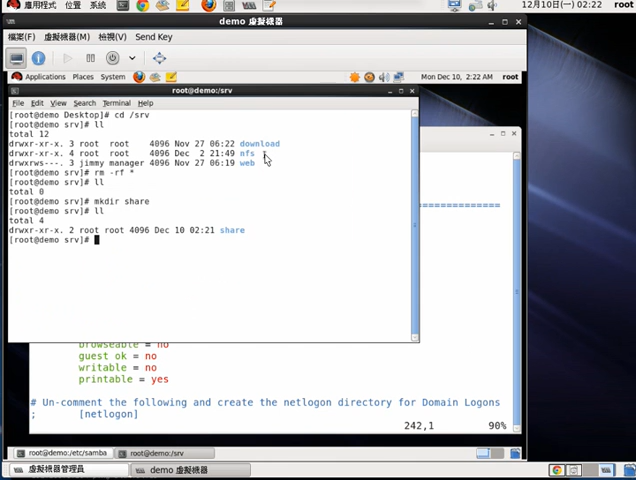 應用程式 位置 系統 12月10日(一) 02:22 root
demo 虛擬機器
檔案(F) 虛擬機器(M) 檢視(V) Send Key
Applications Places System Mon Dec 10, 2:22 AM root
root@demo:/srv
File Edit View Search Terminal Help
[root@demo Desktop]# cd /srv
[root@demo srv]# ll
total 12
drwxr-xr-x. 3 root root 4096 Nov 27 06:22 download
drwxr-xr-x. 4 root root 4096 Dec 2 21:49 nfs
drwxrws---. 3 jimmy manager 4096 Nov 27 06:19 web
[root@demo srv]# rm -rf *
[root@demo srv]# ll
total 0
[root@demo srv]# mkdir share
[root@demo srv]# ll
total 4
drwxr-xr-x. 2 root root 4096 Dec 10 02:21 share
[root@demo srv]#
================
browseable = no
guest ok = no
writable = no
printable = yes
# Un-comment the following and create the netlogon directory for Domain Logons
; [netlogon]
242,1 90%
root@demo:/etc/samba root@demo:/srv
虛擬機器管理員 demo 虛擬機器